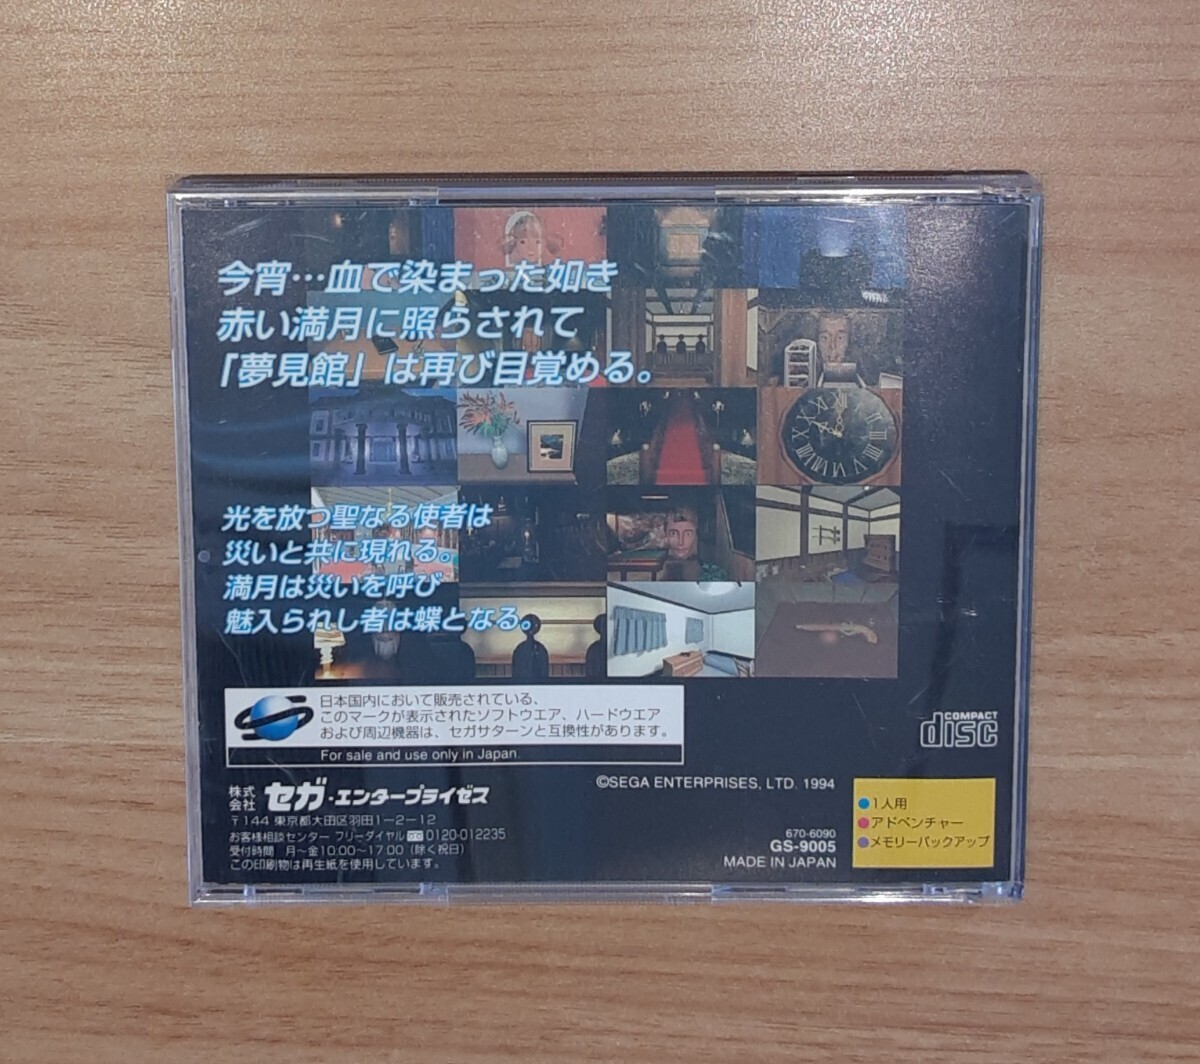 今宵…血で染まった如き
赤い満月に照らされて
「夢見館」は再び目覚める。
光を放つ聖なる使者は
災いと共に現れる。
満月は災いを呼び
魅入られし者は蝶となる。
日本国内において販売されている、
このマークが表示されたソフトウエア、ハードウエア
および周辺機器は、セガサターンと互換性があります。
For sale and use only in Japan.
COMPACT
disc
株式会社 セガ・エンタープライゼス
〒144 東京都大田区羽田1-2-12
お客様相談センター フリーダイヤル 0120-012235
受付時間 月〜金10:00〜17:00（除く祝日）
この印刷物は再生紙を使用しています。
©SEGA ENTERPRISES, LTD. 1994
670-6090
GS-9005
MADE IN JAPAN
●1人用
●アドベンチャー
●メモリーバックアップ